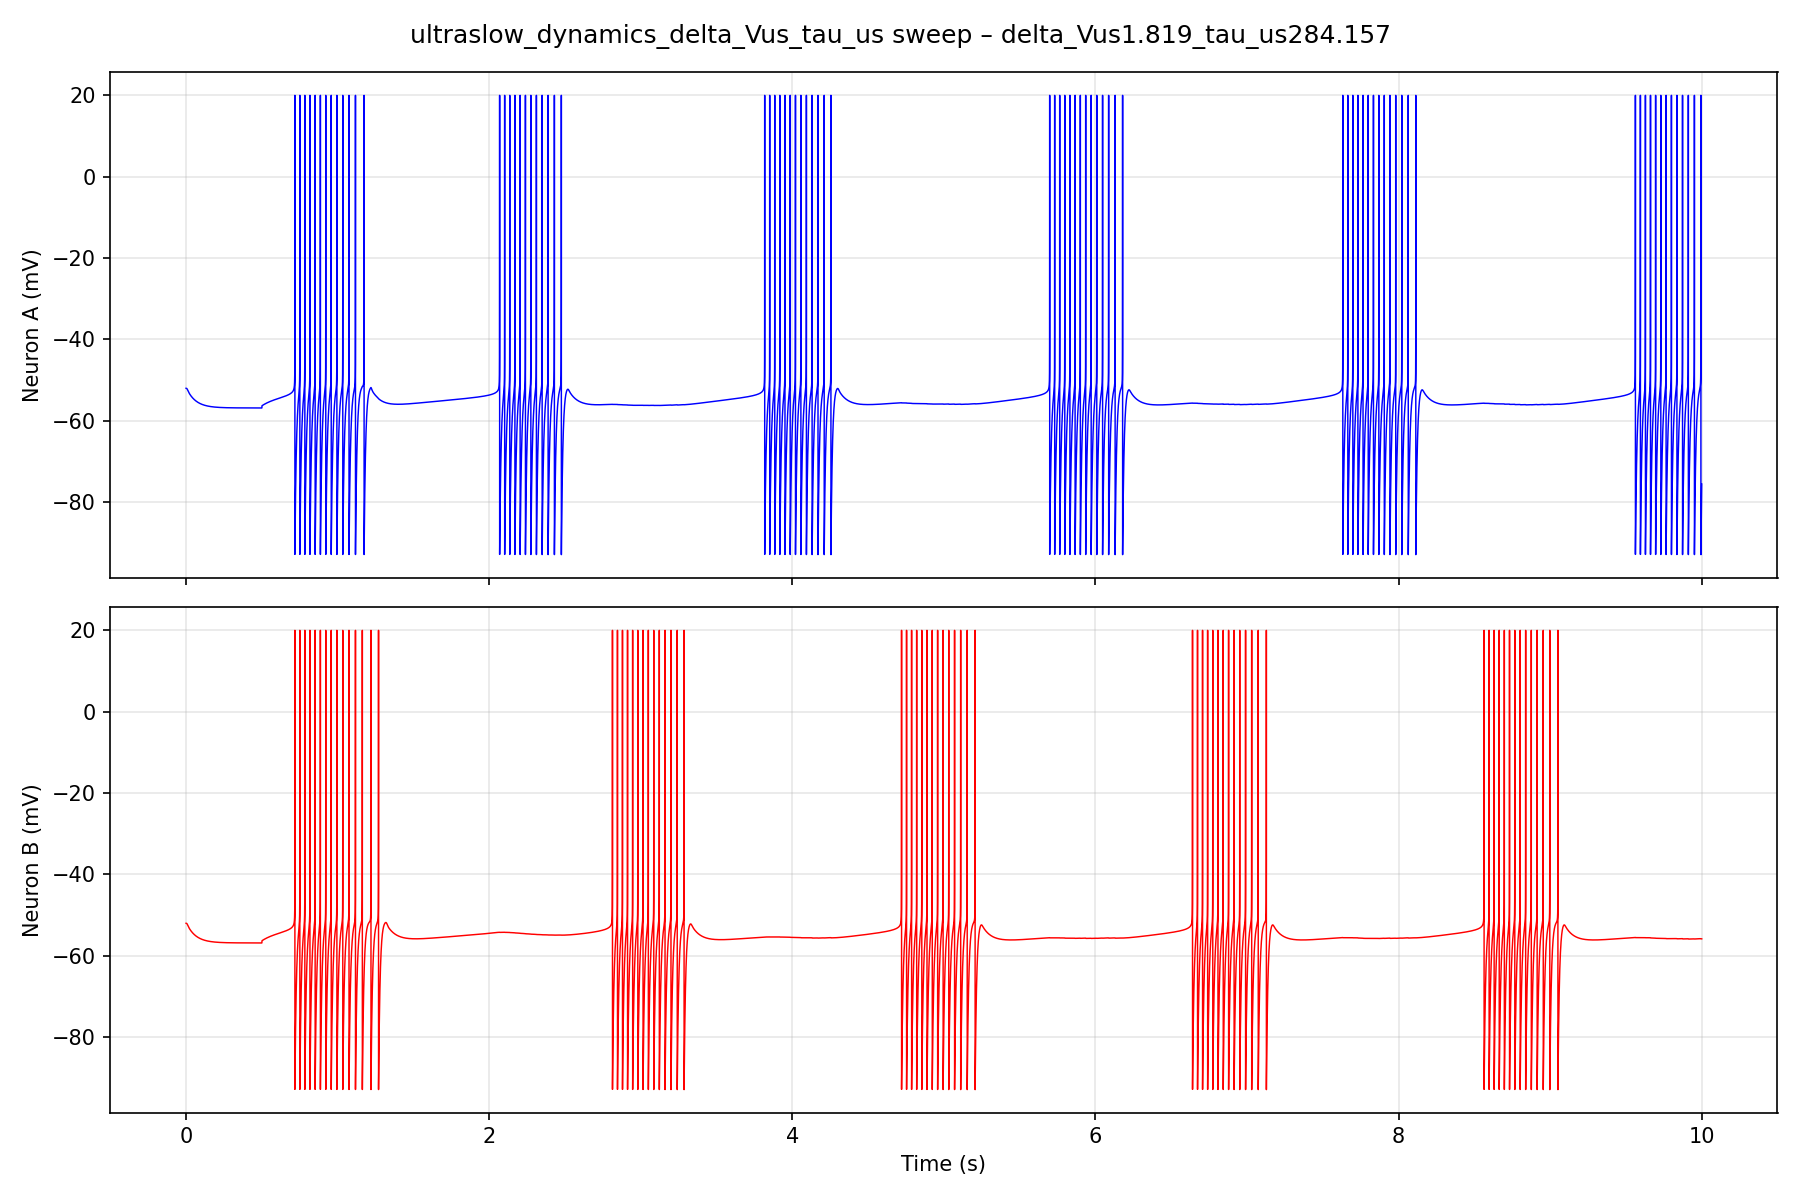 ultraslow_dynamics_delta_Vus_tau_us sweep – delta_Vus1.819_tau_us284.157
20
0
−20
−40
−60
−80
Neuron A (mV)
20
0
−20
−40
−60
−80
Neuron B (mV)
0 2 4 6 8 10
Time (s)